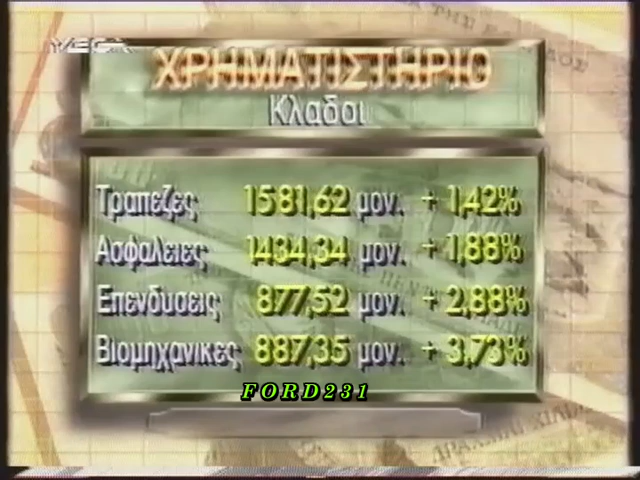 MEGA
ΧΡΗΜΑΤΙΣΤΗΡΙΟ
Κλαδοι
Τραπεζες 1581,62 μον. + 1,42%
Ασφαλειες 1434,34 μον. + 1,88%
Επενδυσεις 877,52 μον. + 2,88%
Βιομηχανικες 887,35 μον. + 3,73%
FORD231